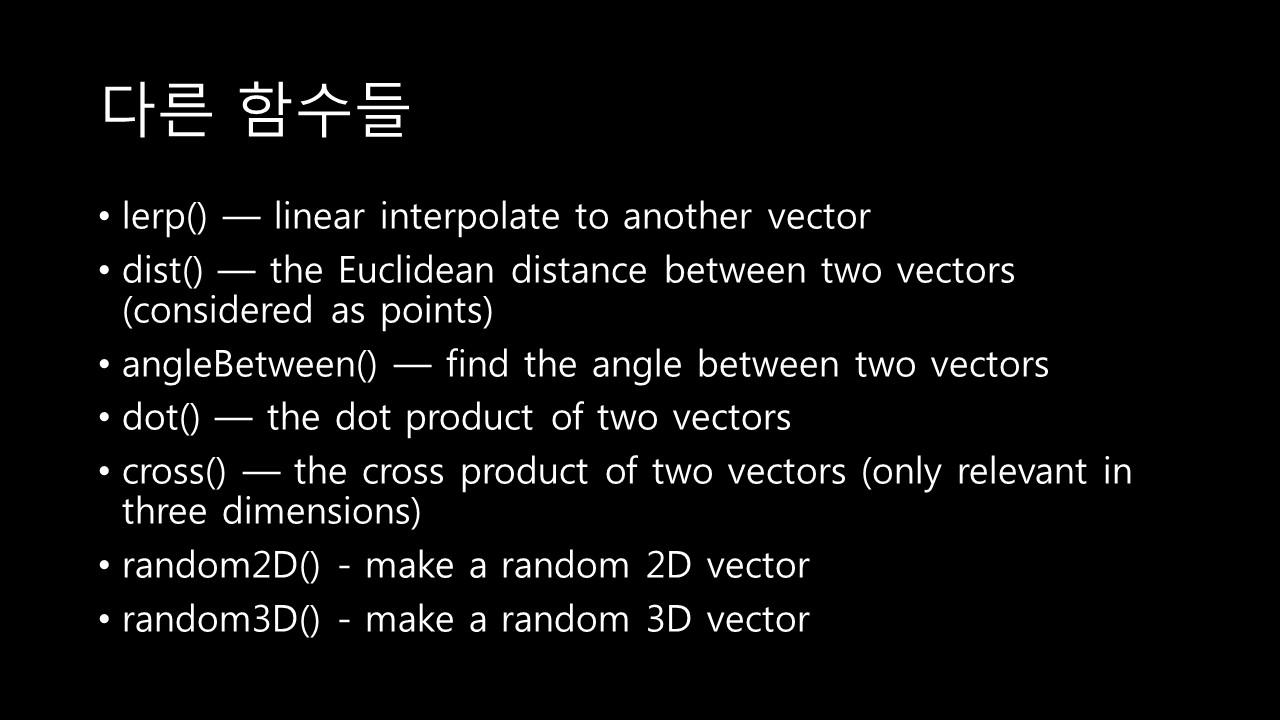 다른 함수들
• lerp() — linear interpolate to another vector
• dist() — the Euclidean distance between two vectors
(considered as points)
• angleBetween() — find the angle between two vectors
• dot() — the dot product of two vectors
• cross() — the cross product of two vectors (only relevant in
three dimensions)
• random2D() - make a random 2D vector
• random3D() - make a random 3D vector